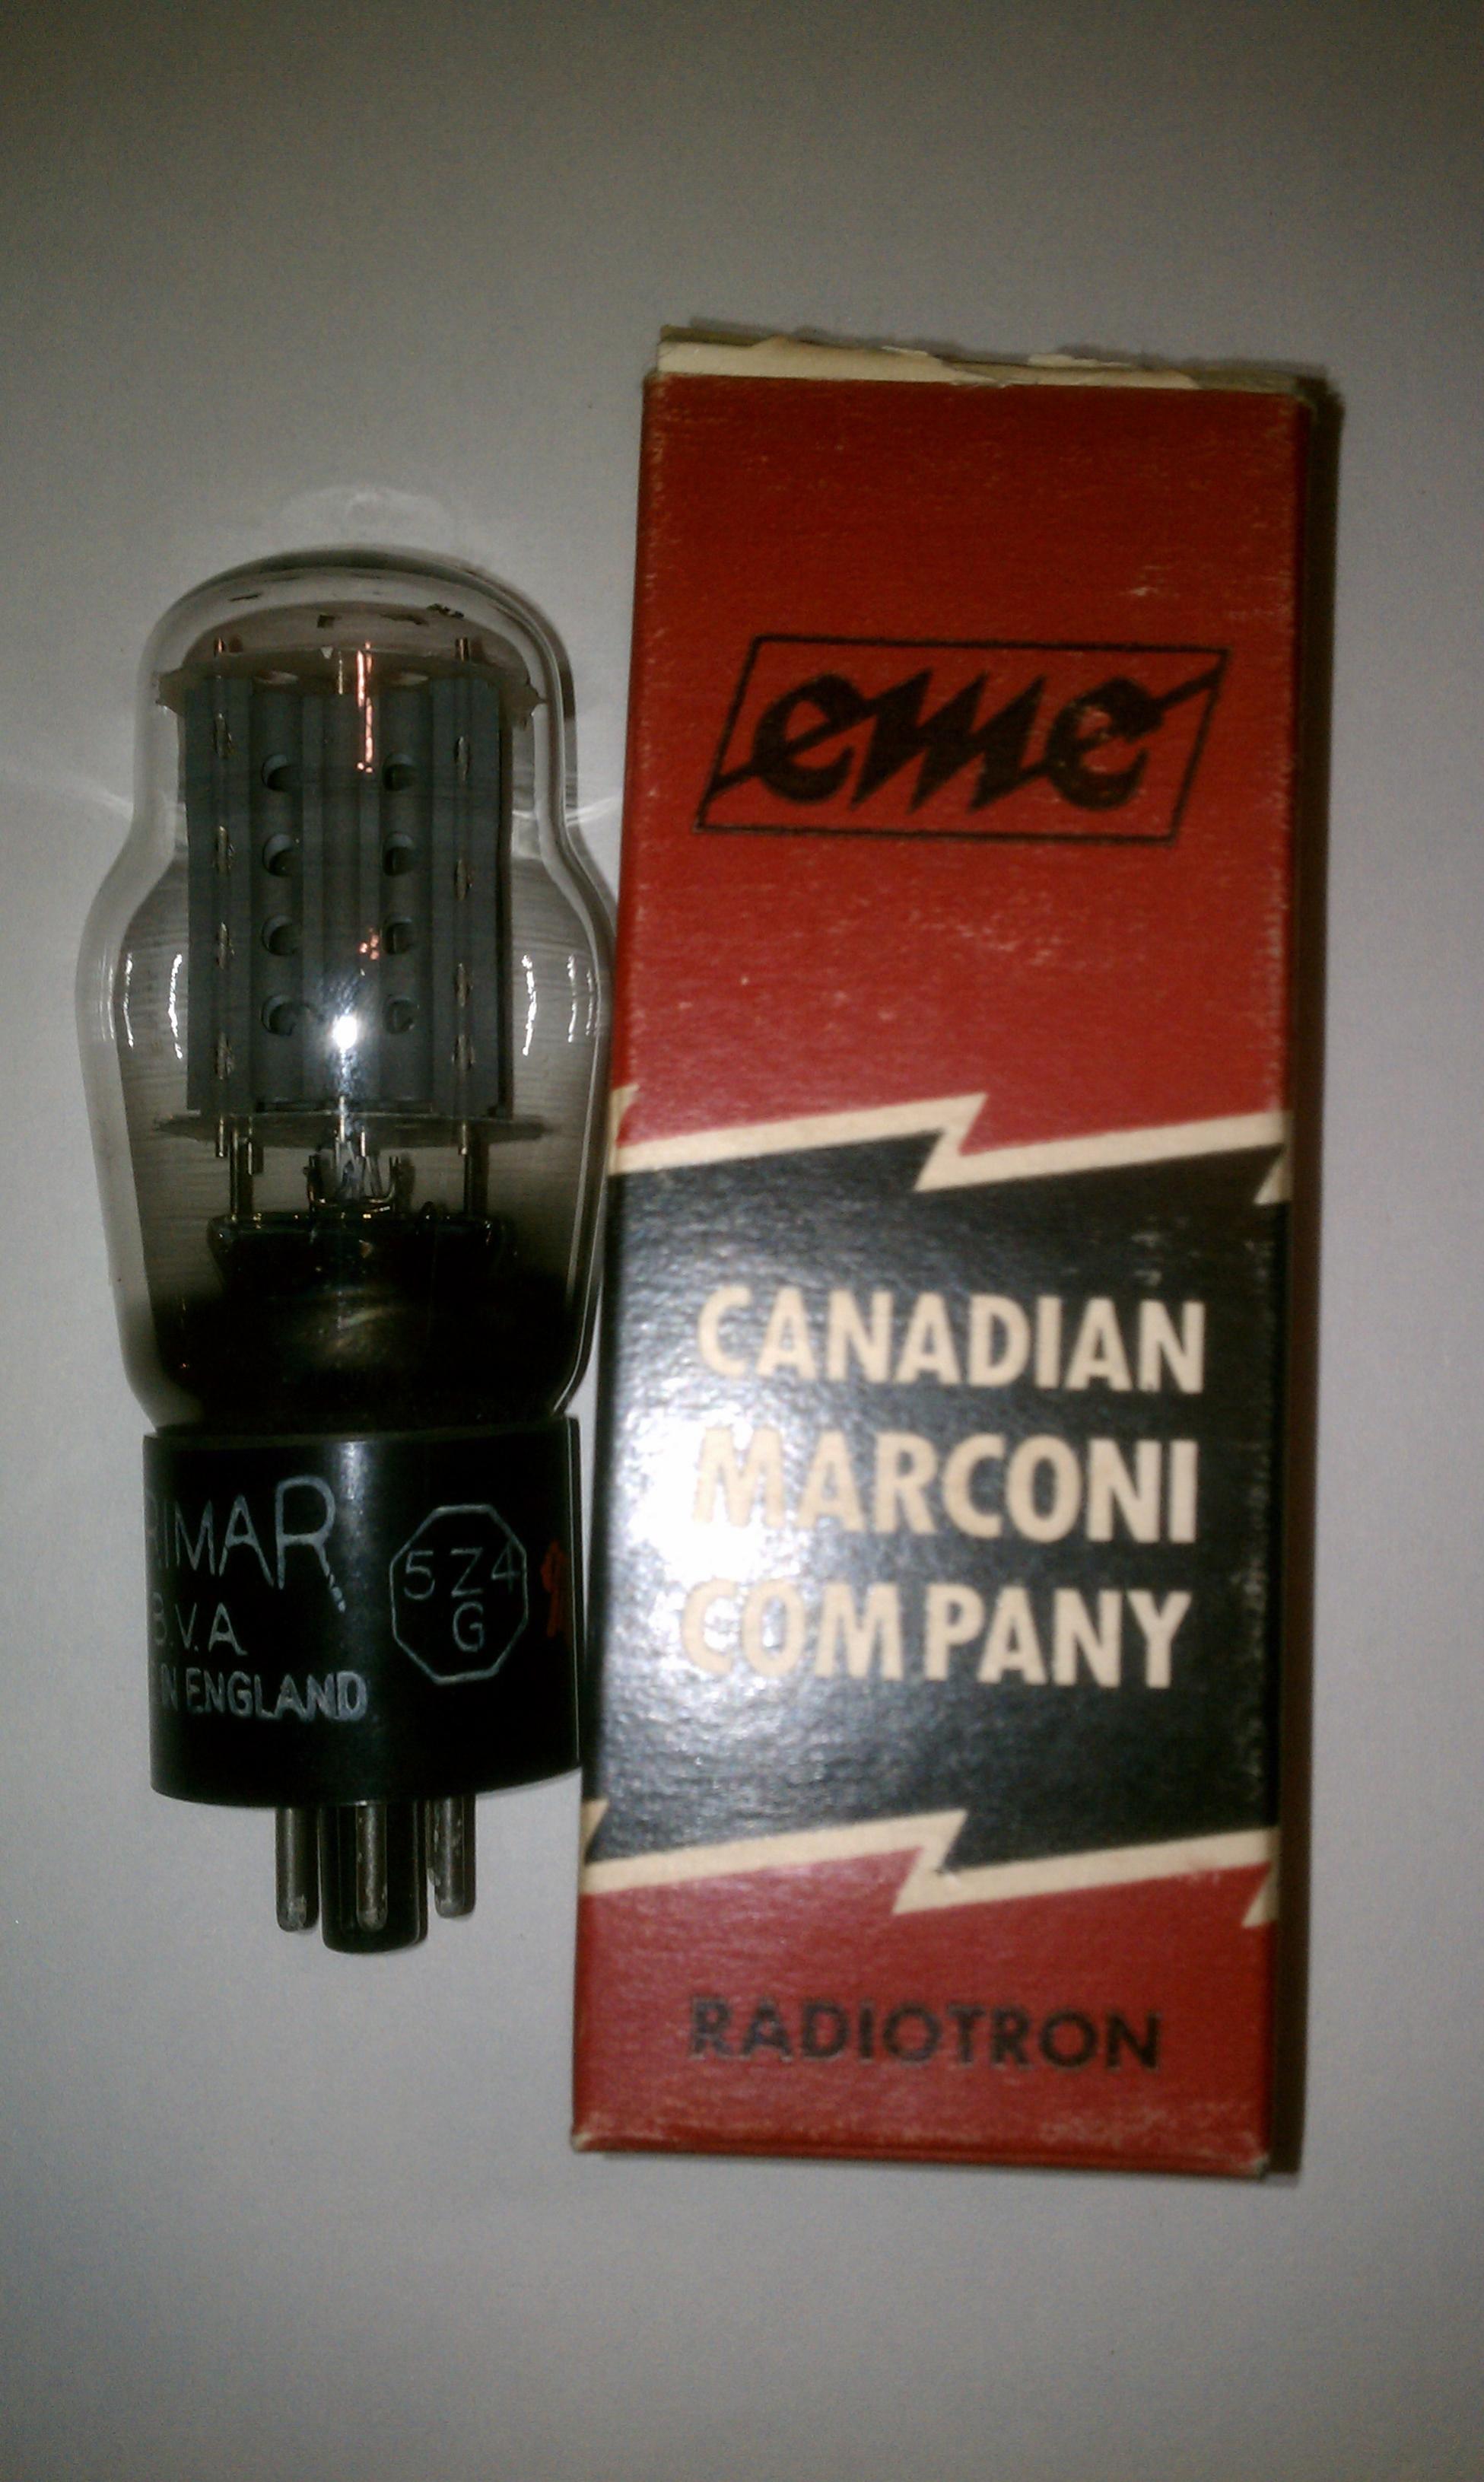 RIMAR
B.V.A
IN ENGLAND
5Z4
G
cmc
CANADIAN
MARCONI
COMPANY
RADIOTRON